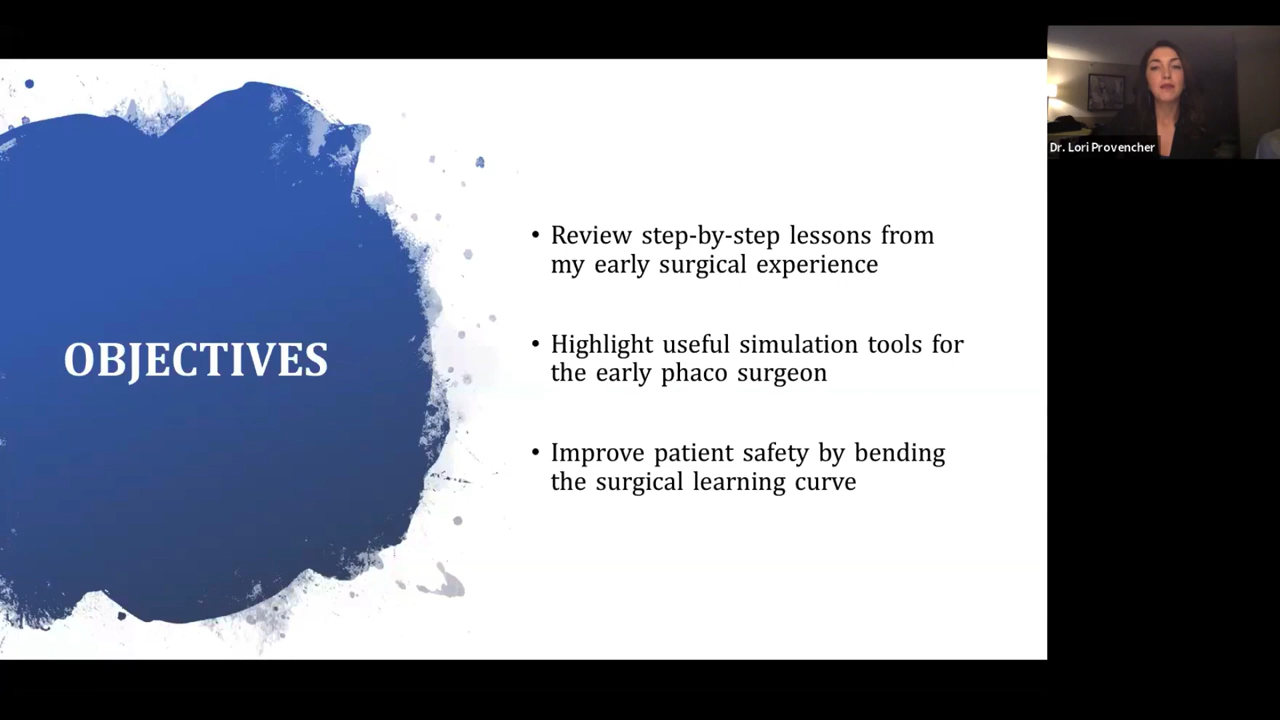 OBJECTIVES
• Review step-by-step lessons from
my early surgical experience
• Highlight useful simulation tools for
the early phaco surgeon
• Improve patient safety by bending
the surgical learning curve
Dr. Lori Provencher